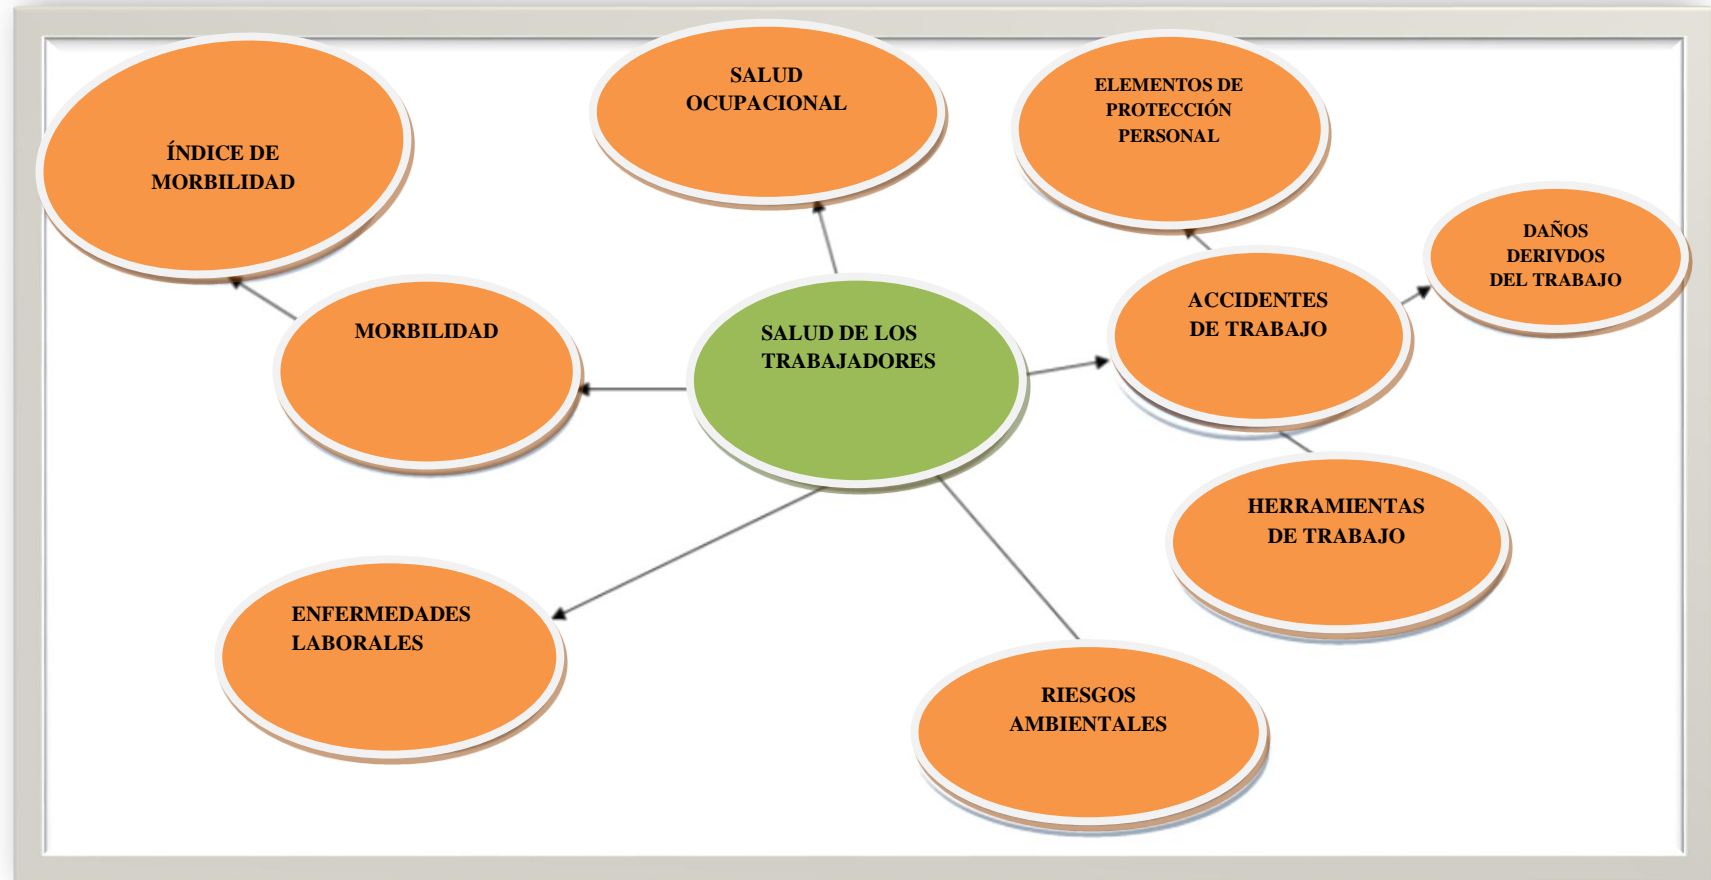 SALUD
OCUPACIONAL
ELEMENTOS DE
PROTECCIÓN
PERSONAL
ÍNDICE DE
MORBILIDAD
DAÑOS
DERIVDOS
DEL TRABAJO
MORBILIDAD
SALUD DE LOS
TRABAJADORES
ACCIDENTES
DE TRABAJO
HERRAMIENTAS
DE TRABAJO
ENFERMEDADES
LABORALES
RIESGOS
AMBIENTALES